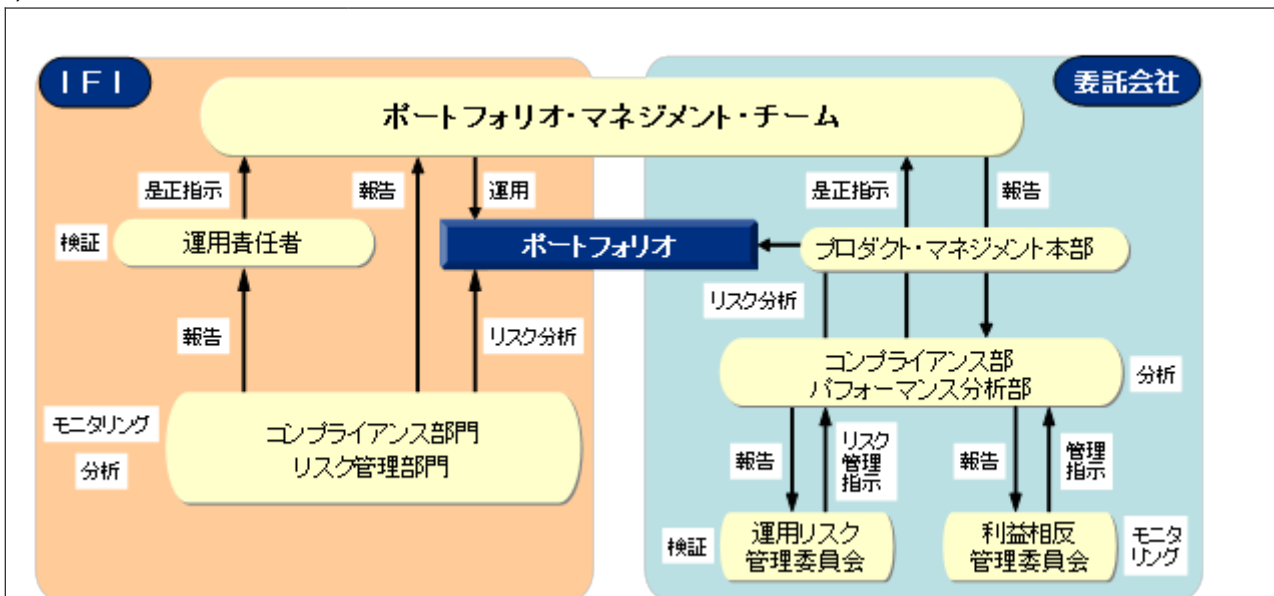 IFI
委託会社
ポートフォリオ・マネジメント・チーム
是正指示
報告
運用
是正指示
報告
検証
運用責任者
ポートフォリオ
プロダクト・マネジメント本部
報告
リスク分析
リスク分析
コンプライアンス部
パフォーマンス分析部
分析
モニタリング
分析
コンプライアンス部門
リスク管理部門
報告
リスク
管理
指示
報告
管理
指示
検証
運用リスク
管理委員会
利益相反
管理委員会
モニタ
リング